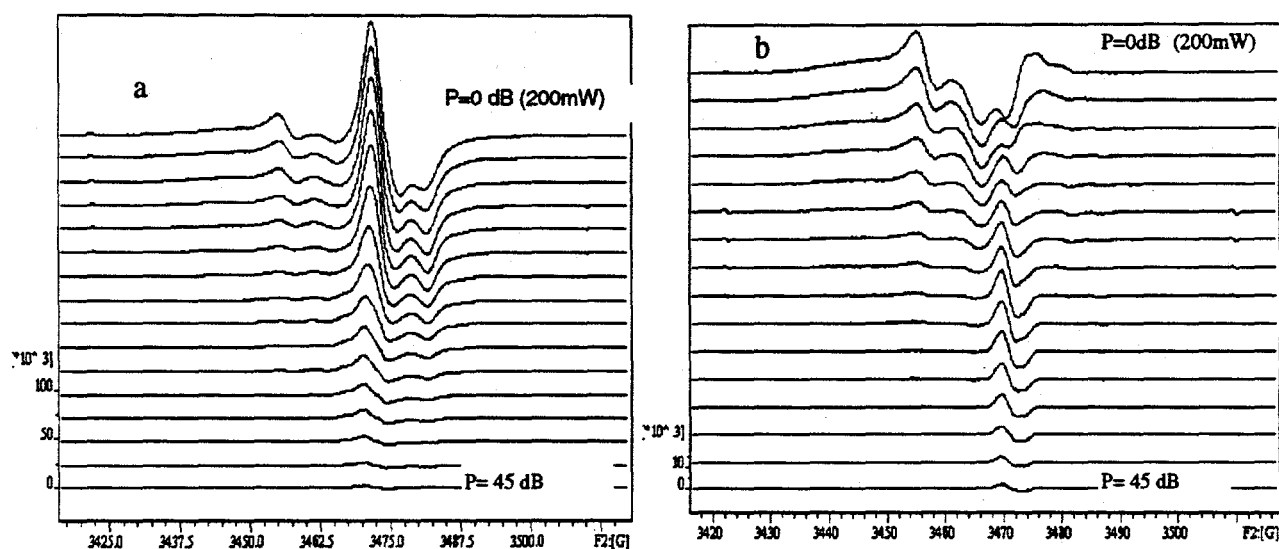 a
P=0 dB (200mW)
.*10^ 3]
100.
50.
0.
P= 45 dB
3425.0 3437.5 3450.0 3462.5 3475.0 3487.5 3500.0 F2:[G]
b
P=0dB (200mW)
.*10^ 3]
10.
0.
P= 45 dB
3420 3430 3440 3450 3460 3470 3480 3490 3500 F2:[G]